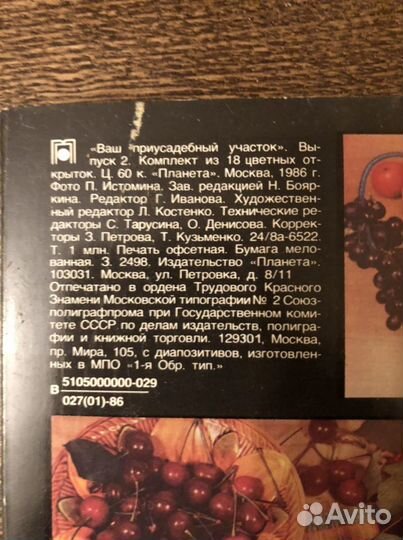 «Ваш приусадебный участок». Вы-
пуск 2. Комплект из 18 цветных от-
крыток. Ц. 60 к. «Планета». Москва, 1986 г.
Фото П. Истомина. Зав. редакцией Н. Бояр-
кина. Редактор Г. Иванова. Художествен-
ный редактор Л. Костенко. Технические ре-
дакторы С. Тарусина, О. Денисова. Коррек-
торы З. Петрова, Т. Кузьменко. 24/8а-6522.
Т. 1 млн. Печать офсетная. Бумага мело-
ванная. З. 2498. Издательство «Планета».
103031. Москва, ул. Петровка, д. 8/11
Отпечатано в ордена Трудового Красного
Знамени Московской типографии № 2 Союз-
полиграфпрома при Государственном коми-
тете СССР по делам издательств, полигра-
фии и книжной торговли. 129301, Москва,
пр. Мира, 105, с диапозитивов, изготовлен-
ных в МПО «1-я Обр. тип.»
В 5105000000-029
027(01)-86
Avito